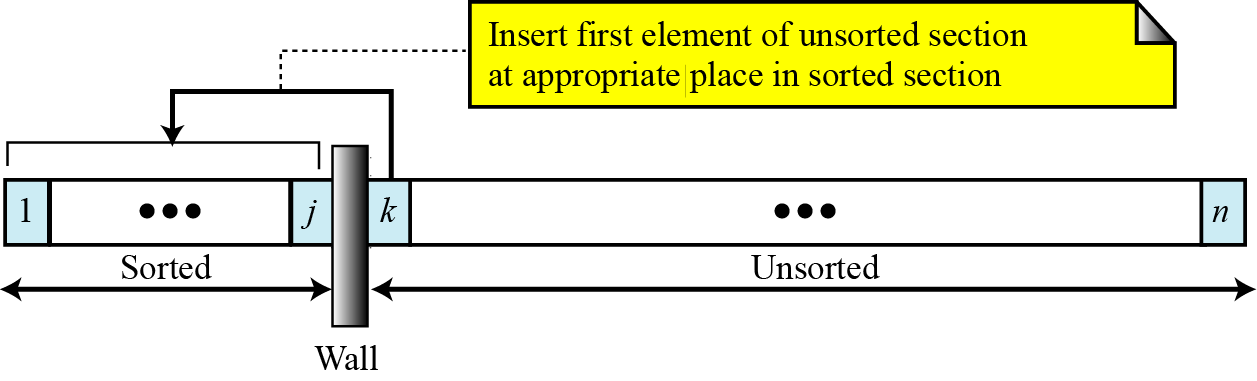 Insert first element of unsorted section
at appropriate place in sorted section
1 ••• j k ••• n
Sorted Unsorted
Wall